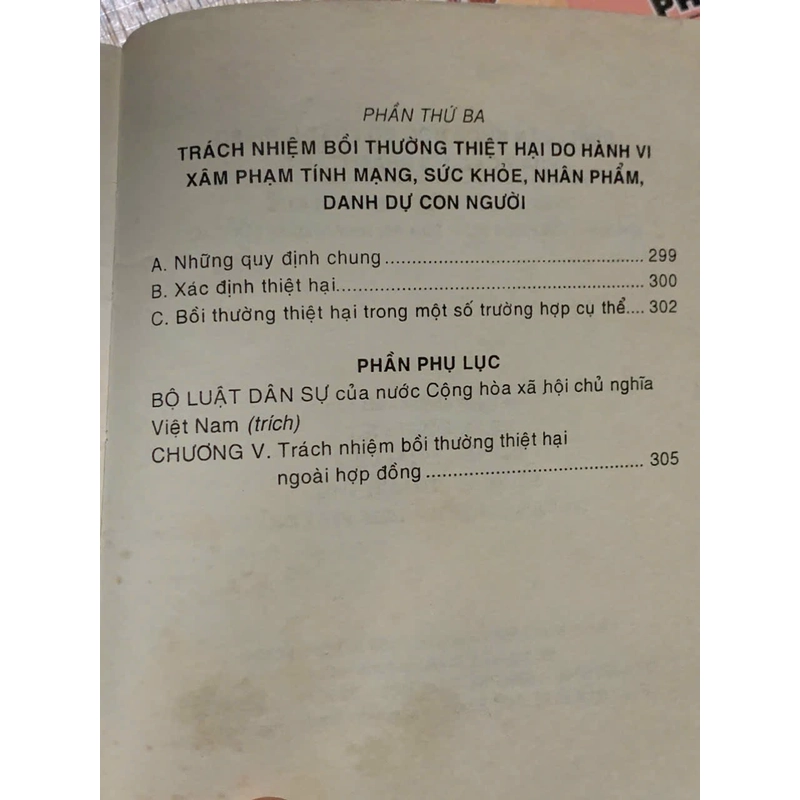 PH
PHẦN THỨ BA
TRÁCH NHIỆM BỒI THƯỜNG THIỆT HẠI DO HÀNH VI
XÂM PHẠM TÍNH MẠNG, SỨC KHỎE, NHÂN PHẨM,
DANH DỰ CON NGƯỜI
A. Những quy định chung ........................................ 299
B. Xác định thiệt hại................................................ 300
C. Bồi thường thiệt hại trong một số trường hợp cụ thể.... 302
PHẦN PHỤ LỤC
BỘ LUẬT DÂN SỰ của nước Cộng hòa xã hội chủ nghĩa
Việt Nam (trích)
CHƯƠNG V. Trách nhiệm bồi thường thiệt hại
ngoài hợp đồng .................................. 305